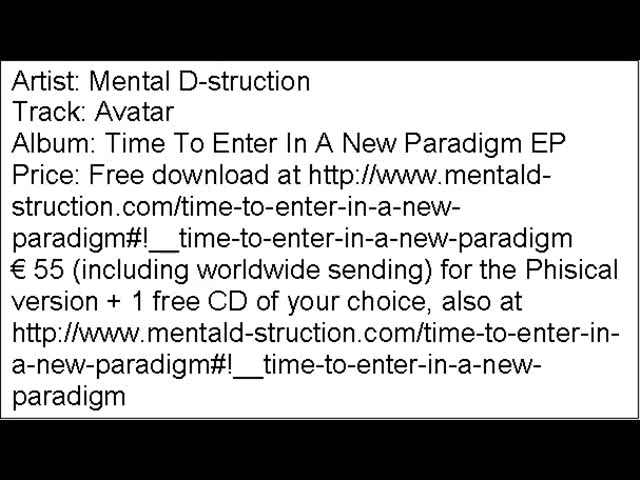 Artist: Mental D-struction
Track: Avatar
Album: Time To Enter In A New Paradigm EP
Price: Free download at http://www.mentald-
struction.com/time-to-enter-in-a-new-
paradigm#!__time-to-enter-in-a-new-paradigm
€ 55 (including worldwide sending) for the Phisical
version + 1 free CD of your choice, also at
http://www.mentald-struction.com/time-to-enter-in-
a-new-paradigm#!__time-to-enter-in-a-new-
paradigm